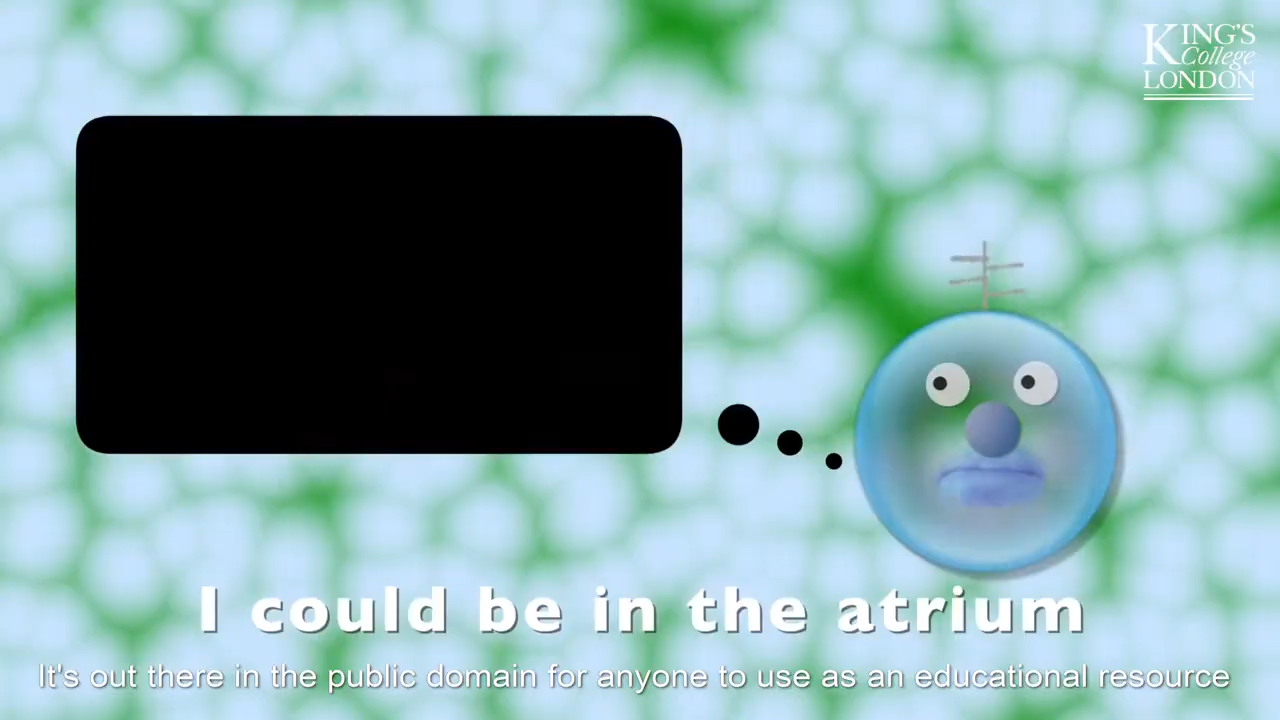 KING'S
College
LONDON
I could be in the atrium
It's out there in the public domain for anyone to use as an educational resource